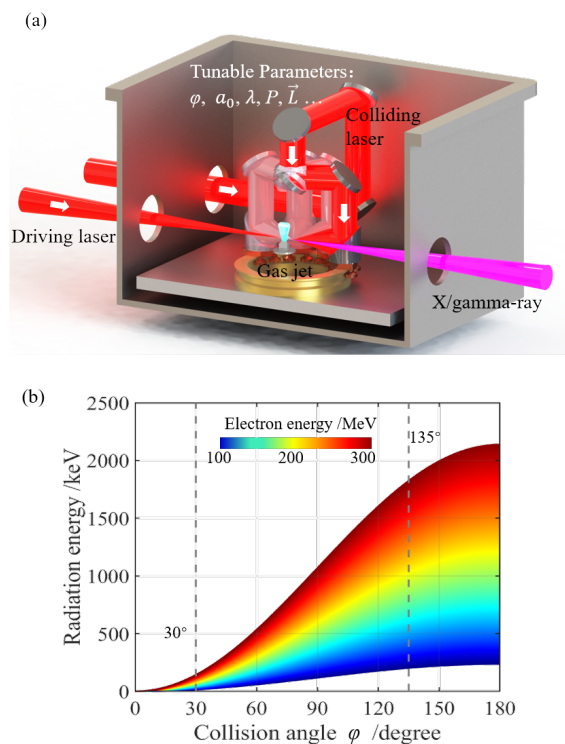 (a)
Tunable Parameters：
φ, a₀, λ, P, L⃗ ...
Colliding
laser
Driving laser
Gas jet
X/gamma-ray
(b)
2500
2000
1500
1000
500
0
Radiation energy /keV
Electron energy /MeV
100 200 300
135°
30°
0 30 60 90 120 150 180
Collision angle φ /degree